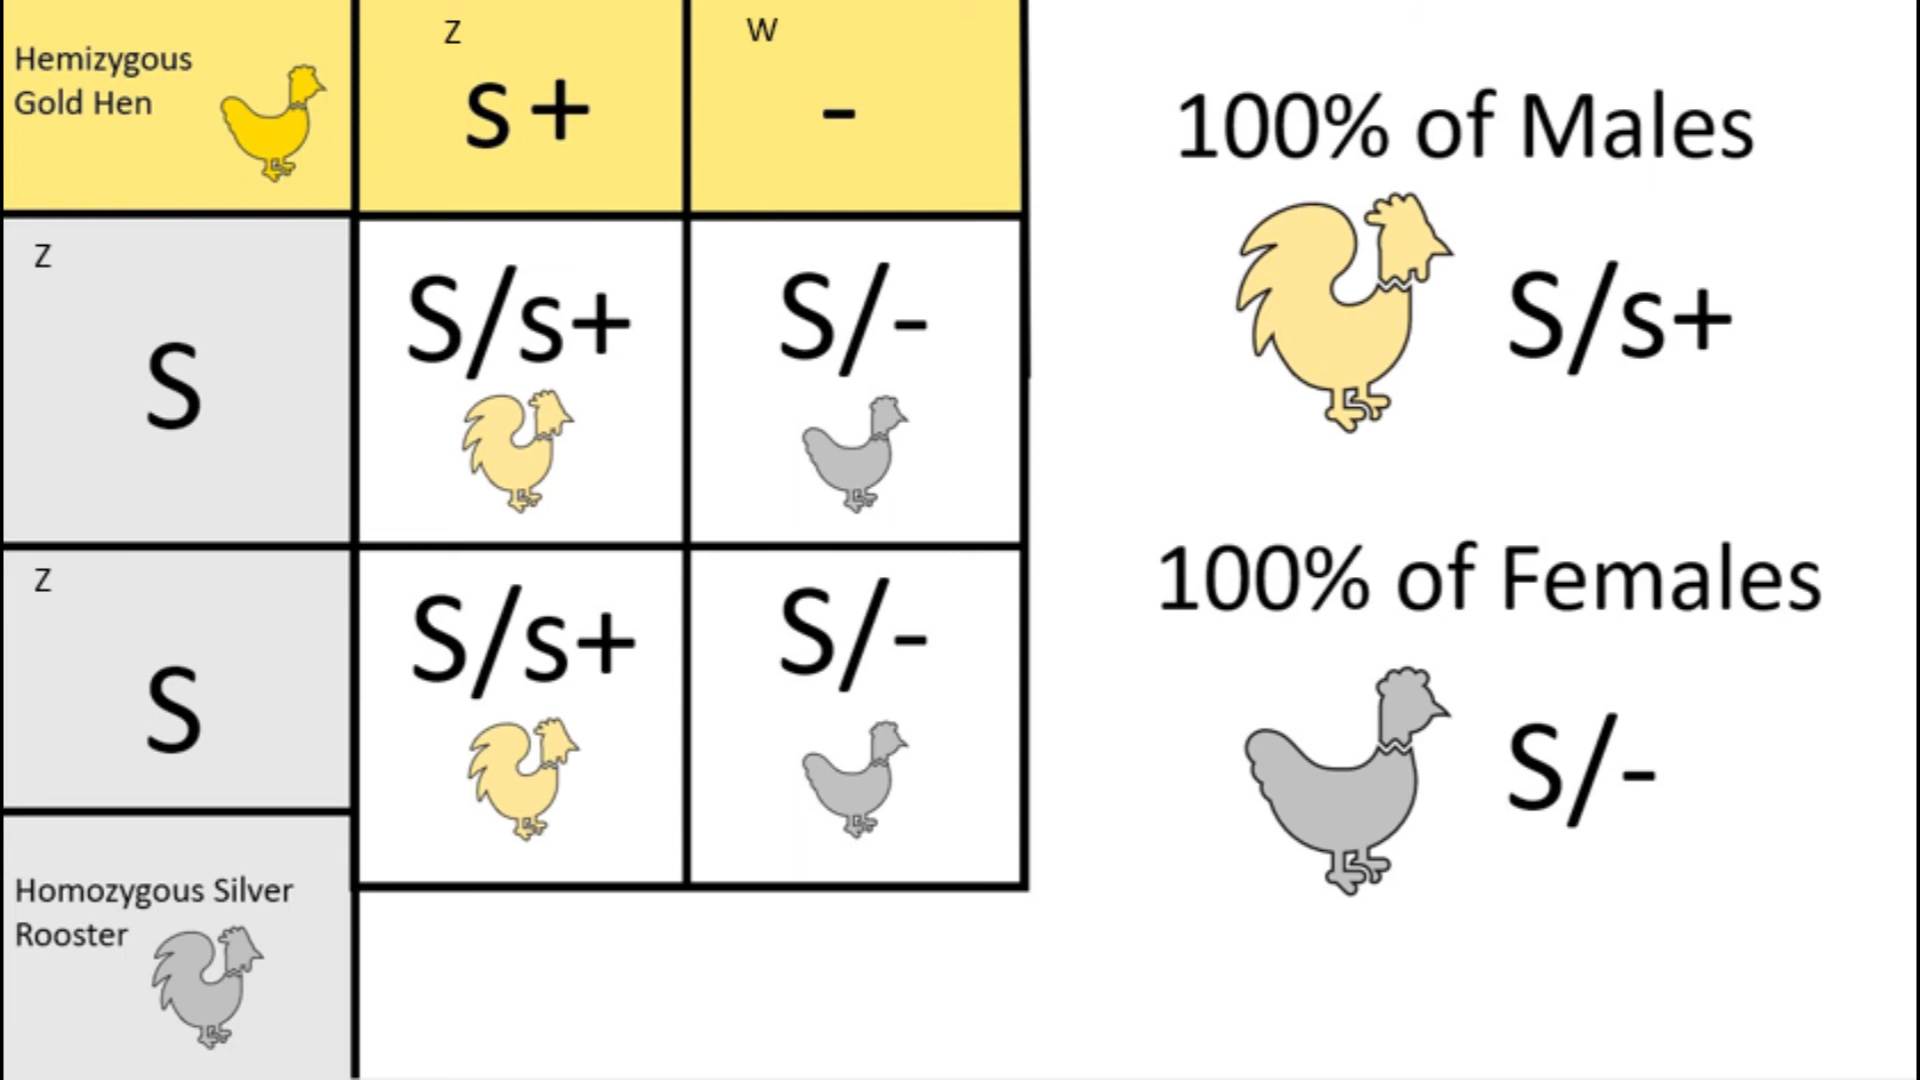 Hemizygous
Gold Hen
Z
s+
W
-
Z
S
S/s+
S/-
Z
S
S/s+
S/-
Homozygous Silver
Rooster
100% of Males
S/s+
100% of Females
S/-